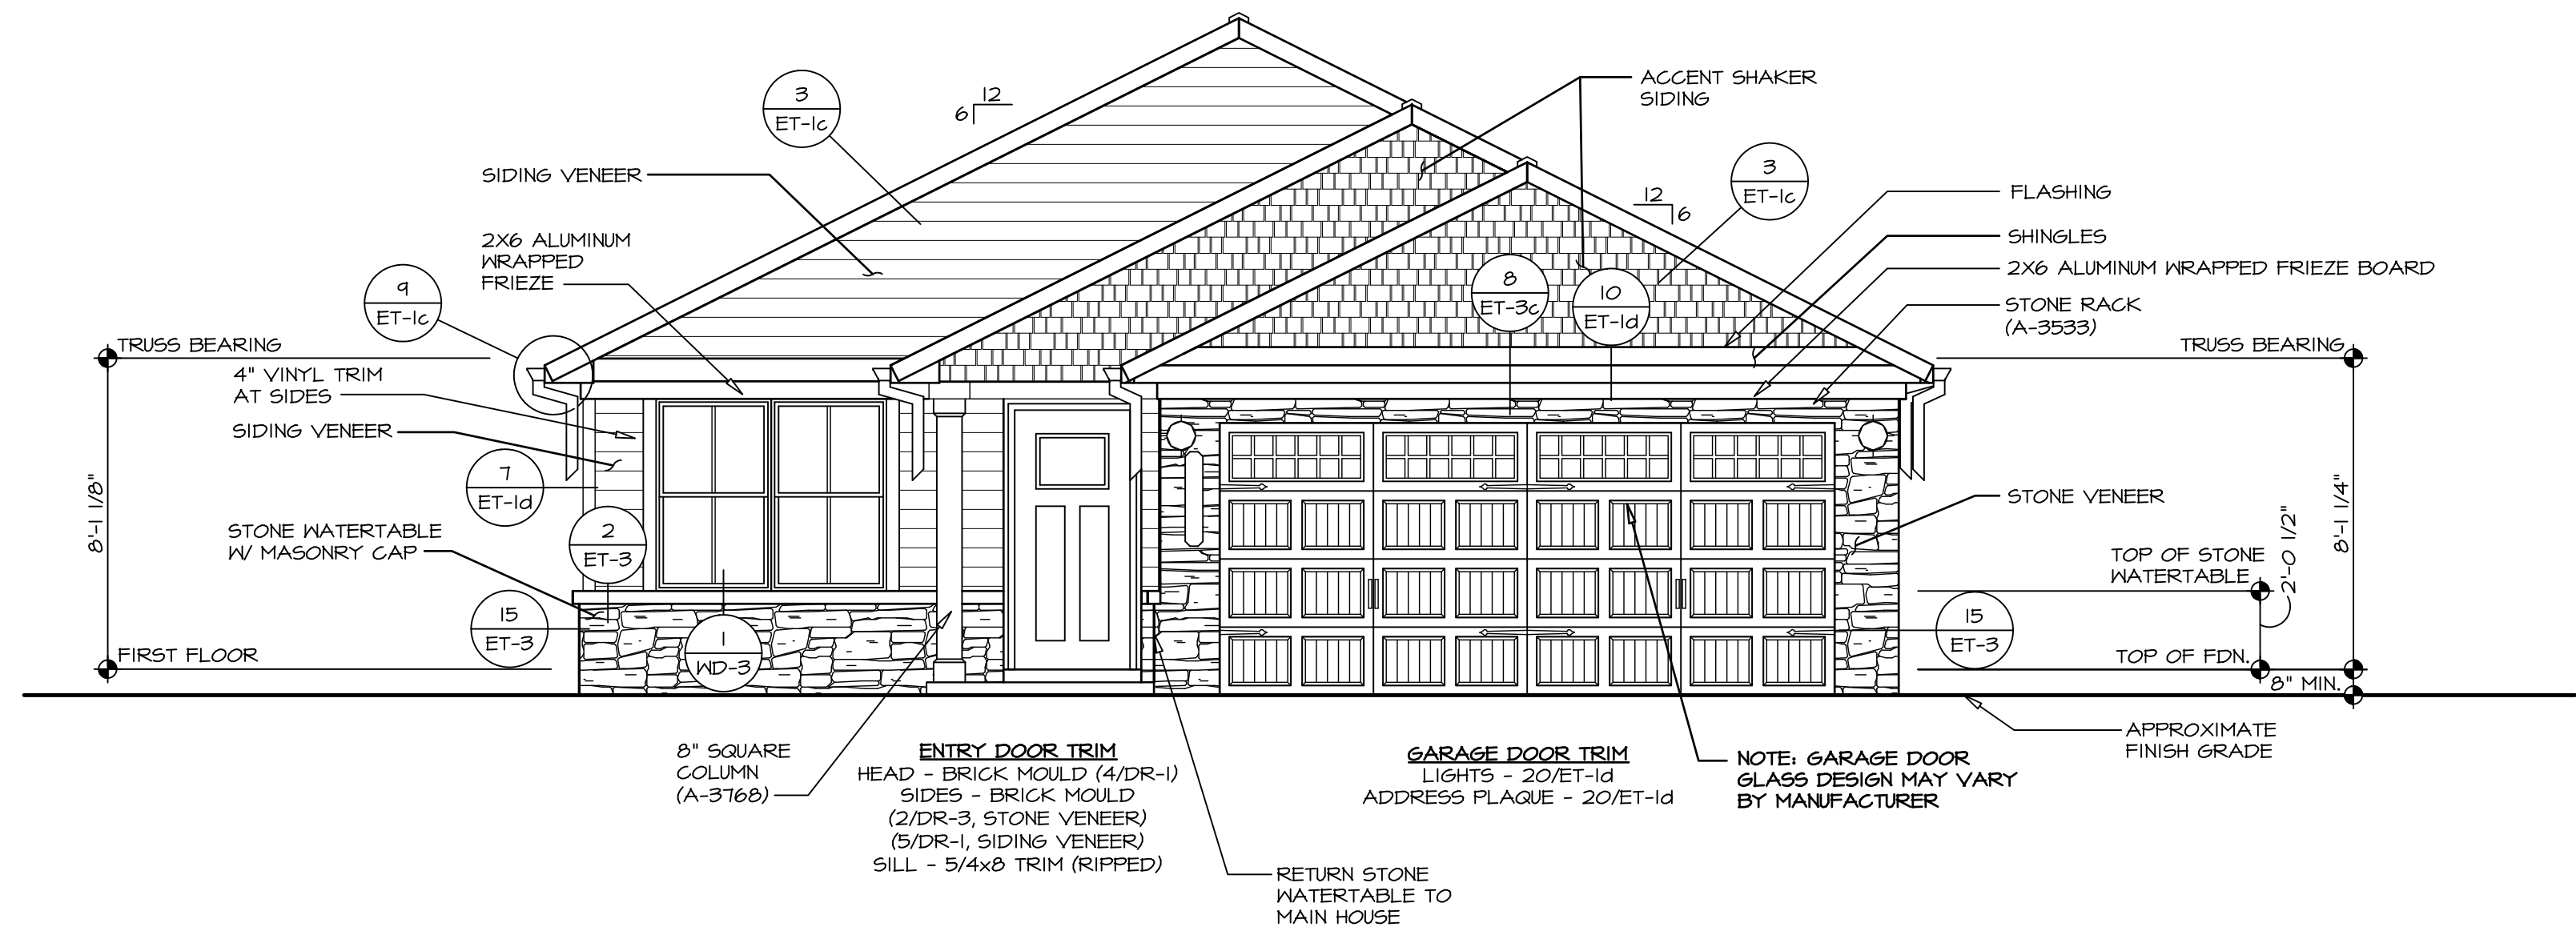 3
ET-1c
12
6
ACCENT SHAKER
SIDING
SIDING VENEER
3
ET-1c
12
6
FLASHING
2X6 ALUMINUM
WRAPPED
FRIEZE
SHINGLES
2X6 ALUMINUM WRAPPED FRIEZE BOARD
9
ET-1c
8
ET-3c
10
ET-1d
STONE RACK
(A-3533)
TRUSS BEARING
TRUSS BEARING
4" VINYL TRIM
AT SIDES
SIDING VENEER
7
ET-1d
8'-1 1/8"
STONE VENEER
8'-1 1/4"
STONE WATERTABLE
W/ MASONRY CAP
2
ET-3
TOP OF STONE
WATERTABLE
2'-0 1/2"
15
ET-3
15
ET-3
1
WD-3
FIRST FLOOR
TOP OF FDN.
8" MIN.
APPROXIMATE
FINISH GRADE
8" SQUARE
COLUMN
(A-3768)
ENTRY DOOR TRIM
HEAD - BRICK MOULD (4/DR-1)
SIDES - BRICK MOULD
(2/DR-3, STONE VENEER)
(5/DR-1, SIDING VENEER)
SILL - 5/4x8 TRIM (RIPPED)
GARAGE DOOR TRIM
LIGHTS - 20/ET-1d
ADDRESS PLAQUE - 20/ET-1d
NOTE: GARAGE DOOR
GLASS DESIGN MAY VARY
BY MANUFACTURER
RETURN STONE
WATERTABLE TO
MAIN HOUSE